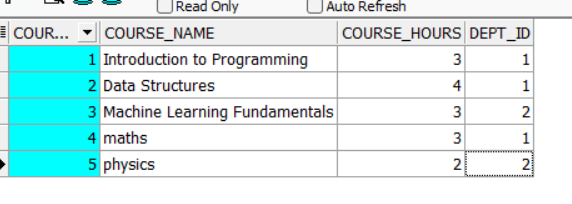 Read Only Auto Refresh
COUR... COURSE_NAME COURSE_HOURS DEPT_ID
1 Introduction to Programming 3 1
2 Data Structures 4 1
3 Machine Learning Fundamentals 3 2
4 maths 3 1
5 physics 2 2